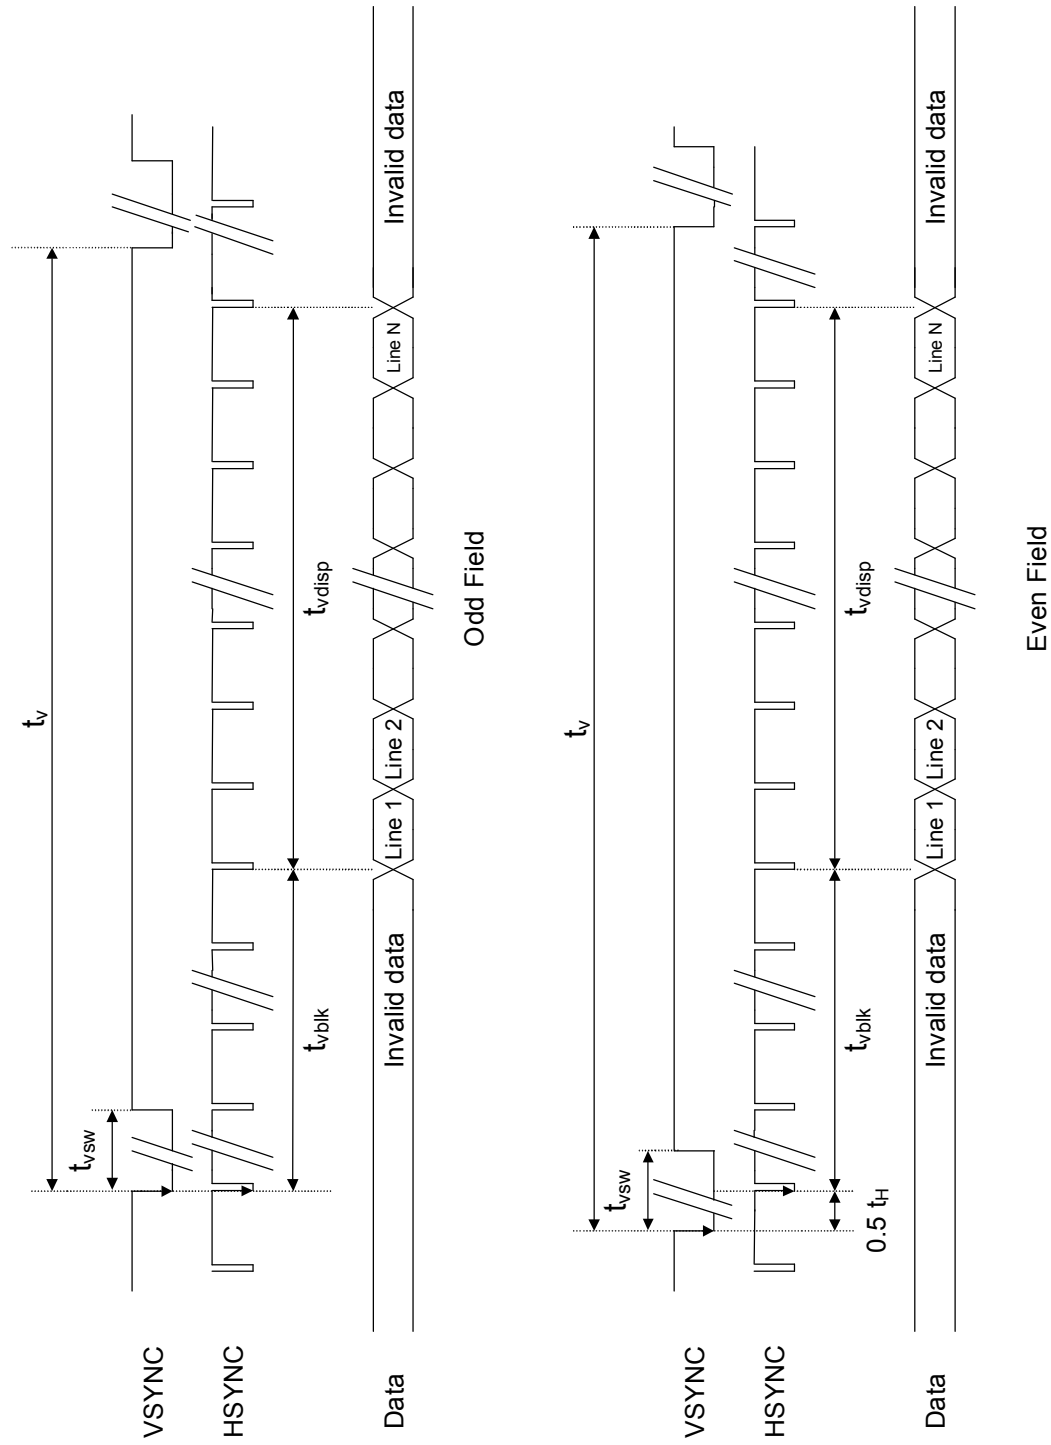 t_v
t_vsw
VSYNC
HSYNC
t_vblk
t_vdisp
Data
Invalid data
Line 1
Line 2
Line N
Invalid data
Odd Field
t_v
t_vsw
VSYNC
HSYNC
0.5 t_H
t_vblk
t_vdisp
Data
Invalid data
Line 1
Line 2
Line N
Invalid data
Even Field